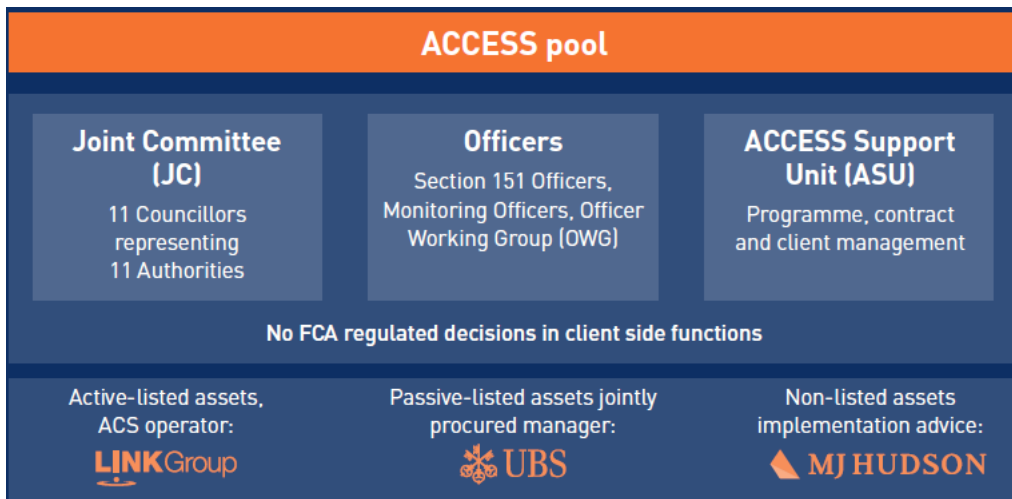 ACCESS pool
Joint Committee
(JC)
11 Councillors
representing
11 Authorities
Officers
Section 151 Officers,
Monitoring Officers, Officer
Working Group (OWG)
ACCESS Support
Unit (ASU)
Programme, contract
and client management
No FCA regulated decisions in client side functions
Active-listed assets,
ACS operator:
LINKGroup
Passive-listed assets jointly
procured manager:
UBS
Non-listed assets
implementation advice:
MJ HUDSON